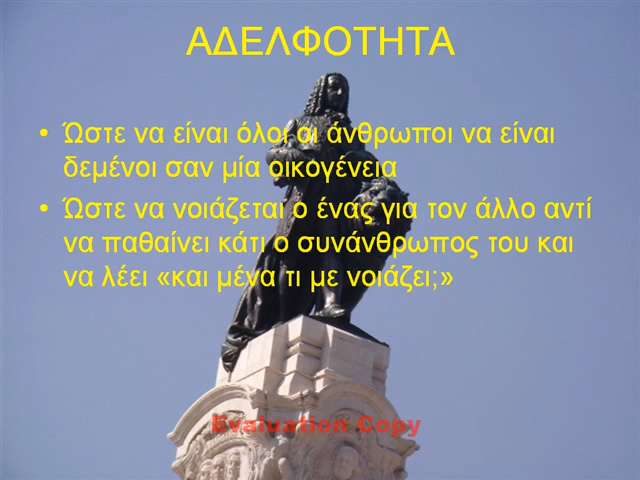 ΑΔΕΛΦΟΤΗΤΑ
• Ώστε να είναι όλοι οι άνθρωποι να είναι
δεμένοι σαν μία οικογένεια
• Ώστε να νοιάζεται ο ένας για τον άλλο αντί
να παθαίνει κάτι ο συνάνθρωπος του και
να λέει «και μένα τι με νοιάζει;»
Evaluation Copy